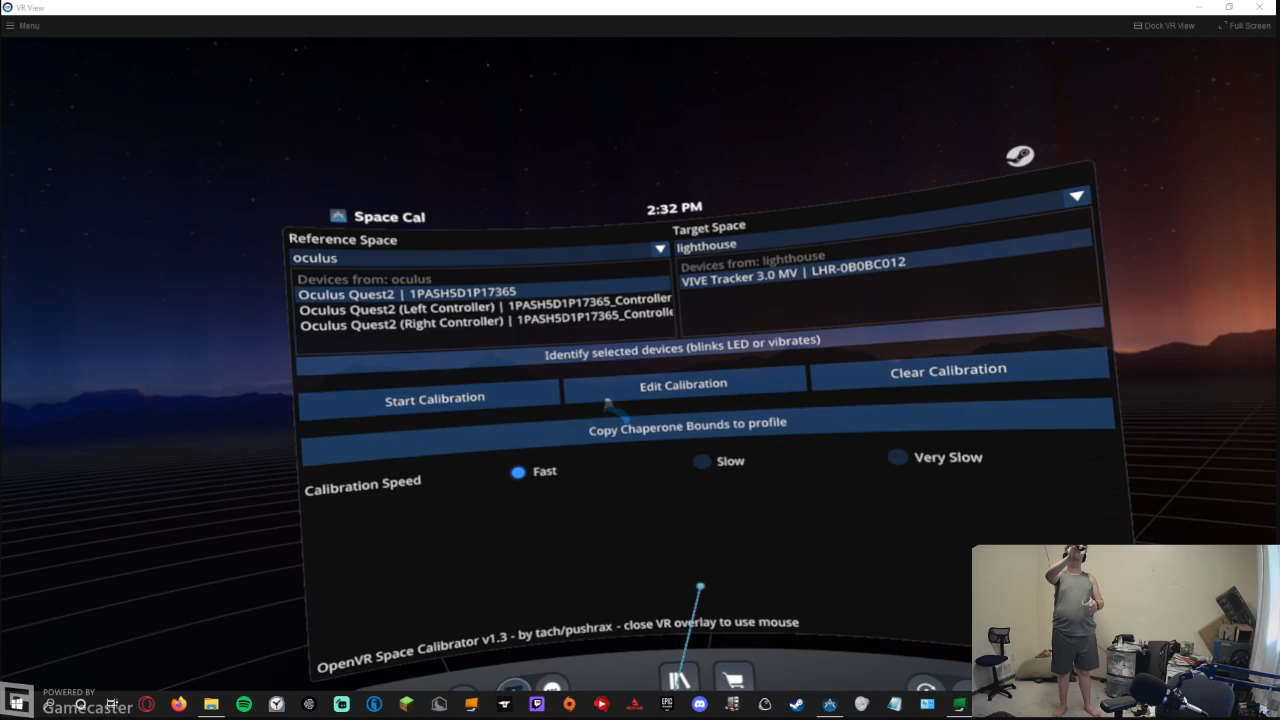 VR View
Menu
Dock VR View
Full Screen
Space Cal
2:32 PM
Reference Space
oculus
Devices from: oculus
Oculus Quest2 | 1PASH5D1P17365
Oculus Quest2 (Left Controller) | 1PASH5D1P17365_Controller
Oculus Quest2 (Right Controller) | 1PASH5D1P17365_Controlle
Target Space
lighthouse
Devices from: lighthouse
VIVE Tracker 3.0 MV | LHR-0B0BC012
Identify selected devices (blinks LED or vibrates)
Start Calibration
Edit Calibration
Clear Calibration
Copy Chaperone Bounds to profile
Calibration Speed
Fast
Slow
Very Slow
OpenVR Space Calibrator v1.3 - by tach/pushrax - close VR overlay to use mouse
POWERED BY
Gamecaster